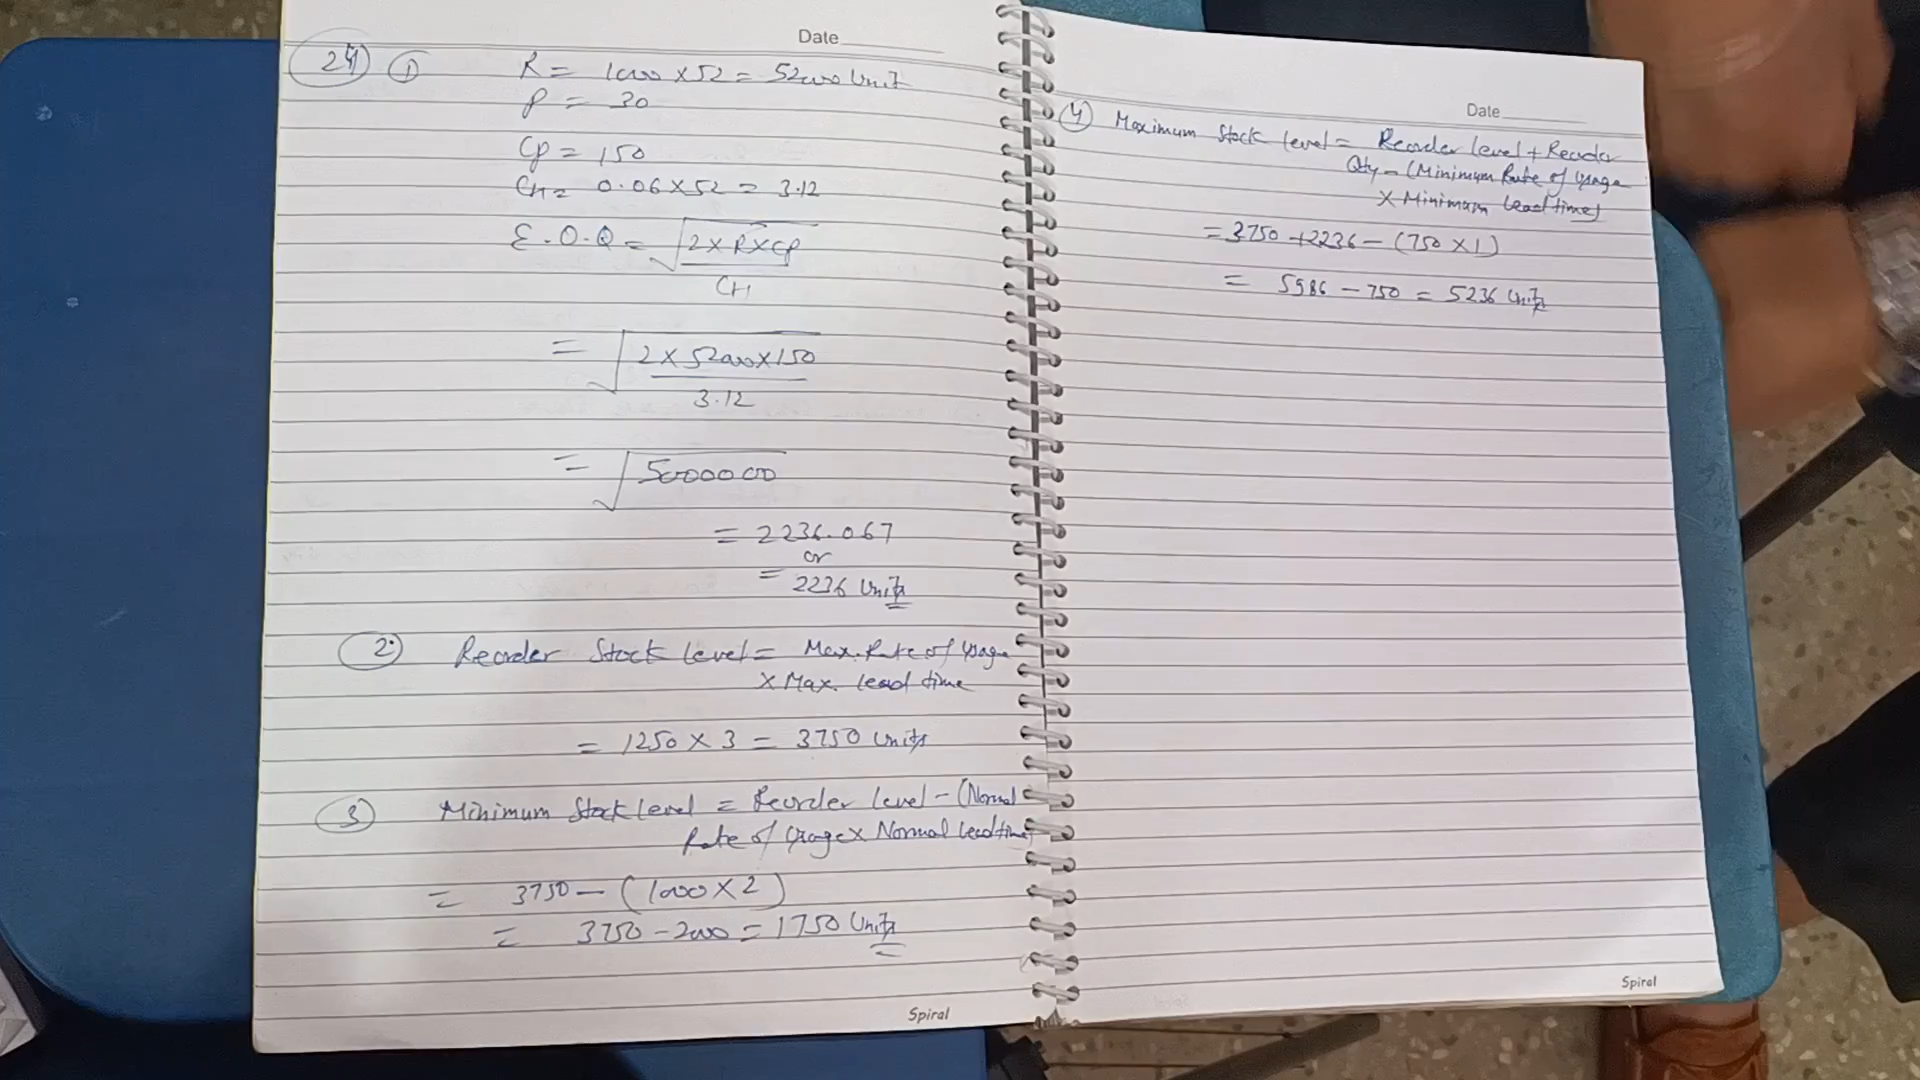 Date
24 1 R = 1000 × 52 = 52000 Unit
P = 30
Cp = 150
CH = 0.06 × 52 = 3.12
E.O.Q = √2 × R × Cp
CH
= √2 × 52000 × 150
3.12
= √5000000
= 2236.067
or
= 2236 Units
2. Reorder Stock Level = Max. Rate of Usage
× Max. lead time
= 1250 × 3 = 3750 Units
3 Minimum Stock level = Reorder level - (Normal
Rate of Usage × Normal lead time)
= 3750 - (1000 × 2)
= 3750 - 2000 = 1750 Units
Spiral
Date
4 Maximum Stock level = Reorder level + Reorder
Qty - (Minimum Rate of Usage
× Minimum lead time)
= 3750 + 2236 - (750 × 1)
= 5986 - 750 = 5236 Units
Spiral